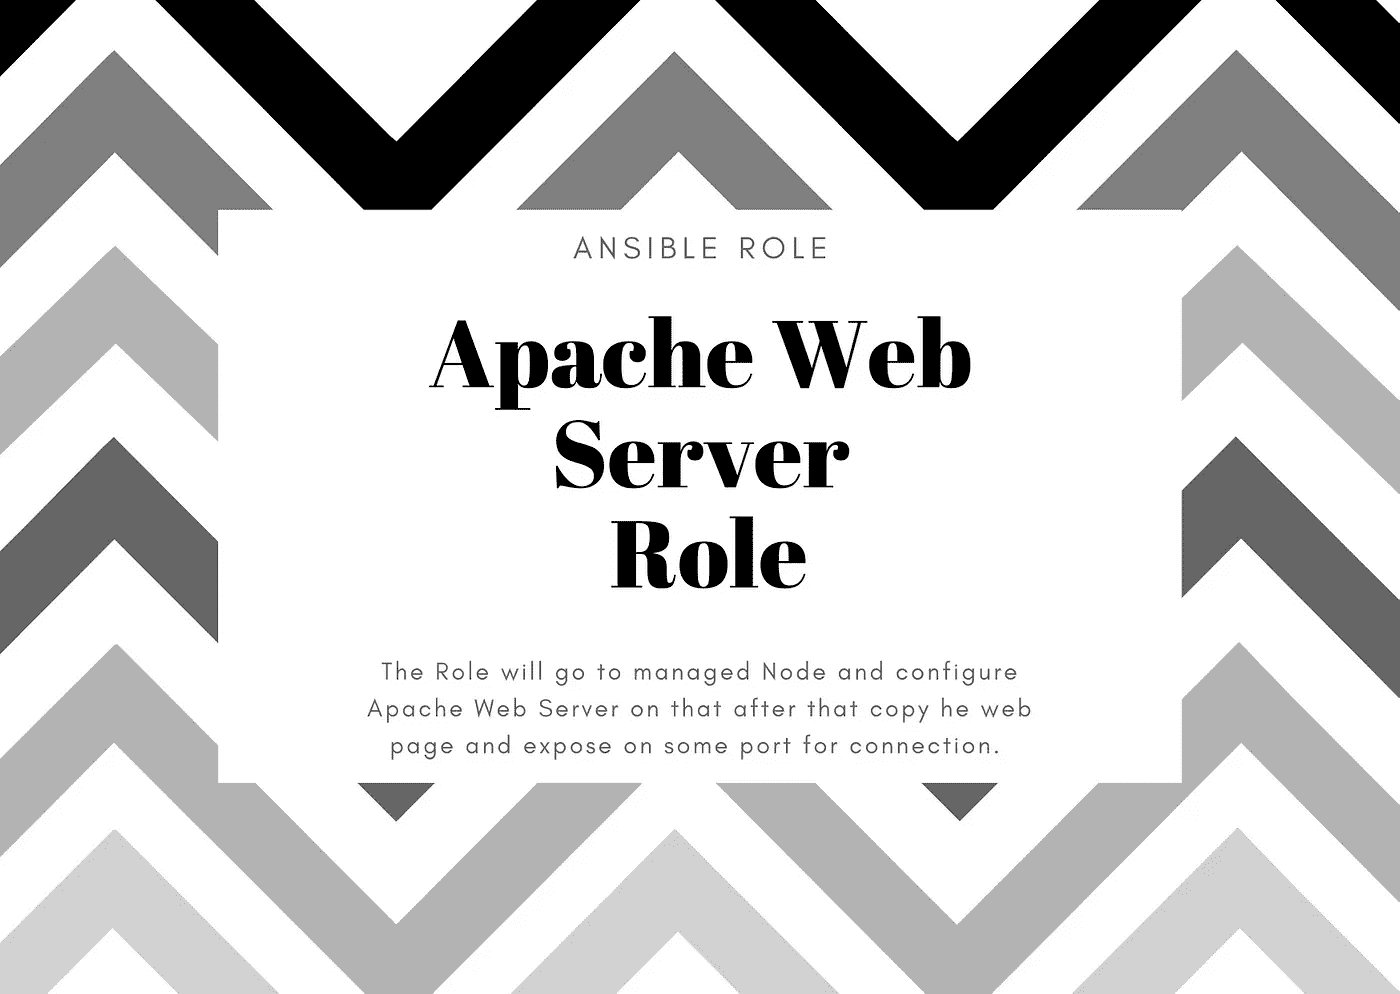 ANSIBLE ROLE
Apache Web
Server
Role
The Role will go to managed Node and configure
Apache Web Server on that after that copy he web
page and expose on some port for connection.